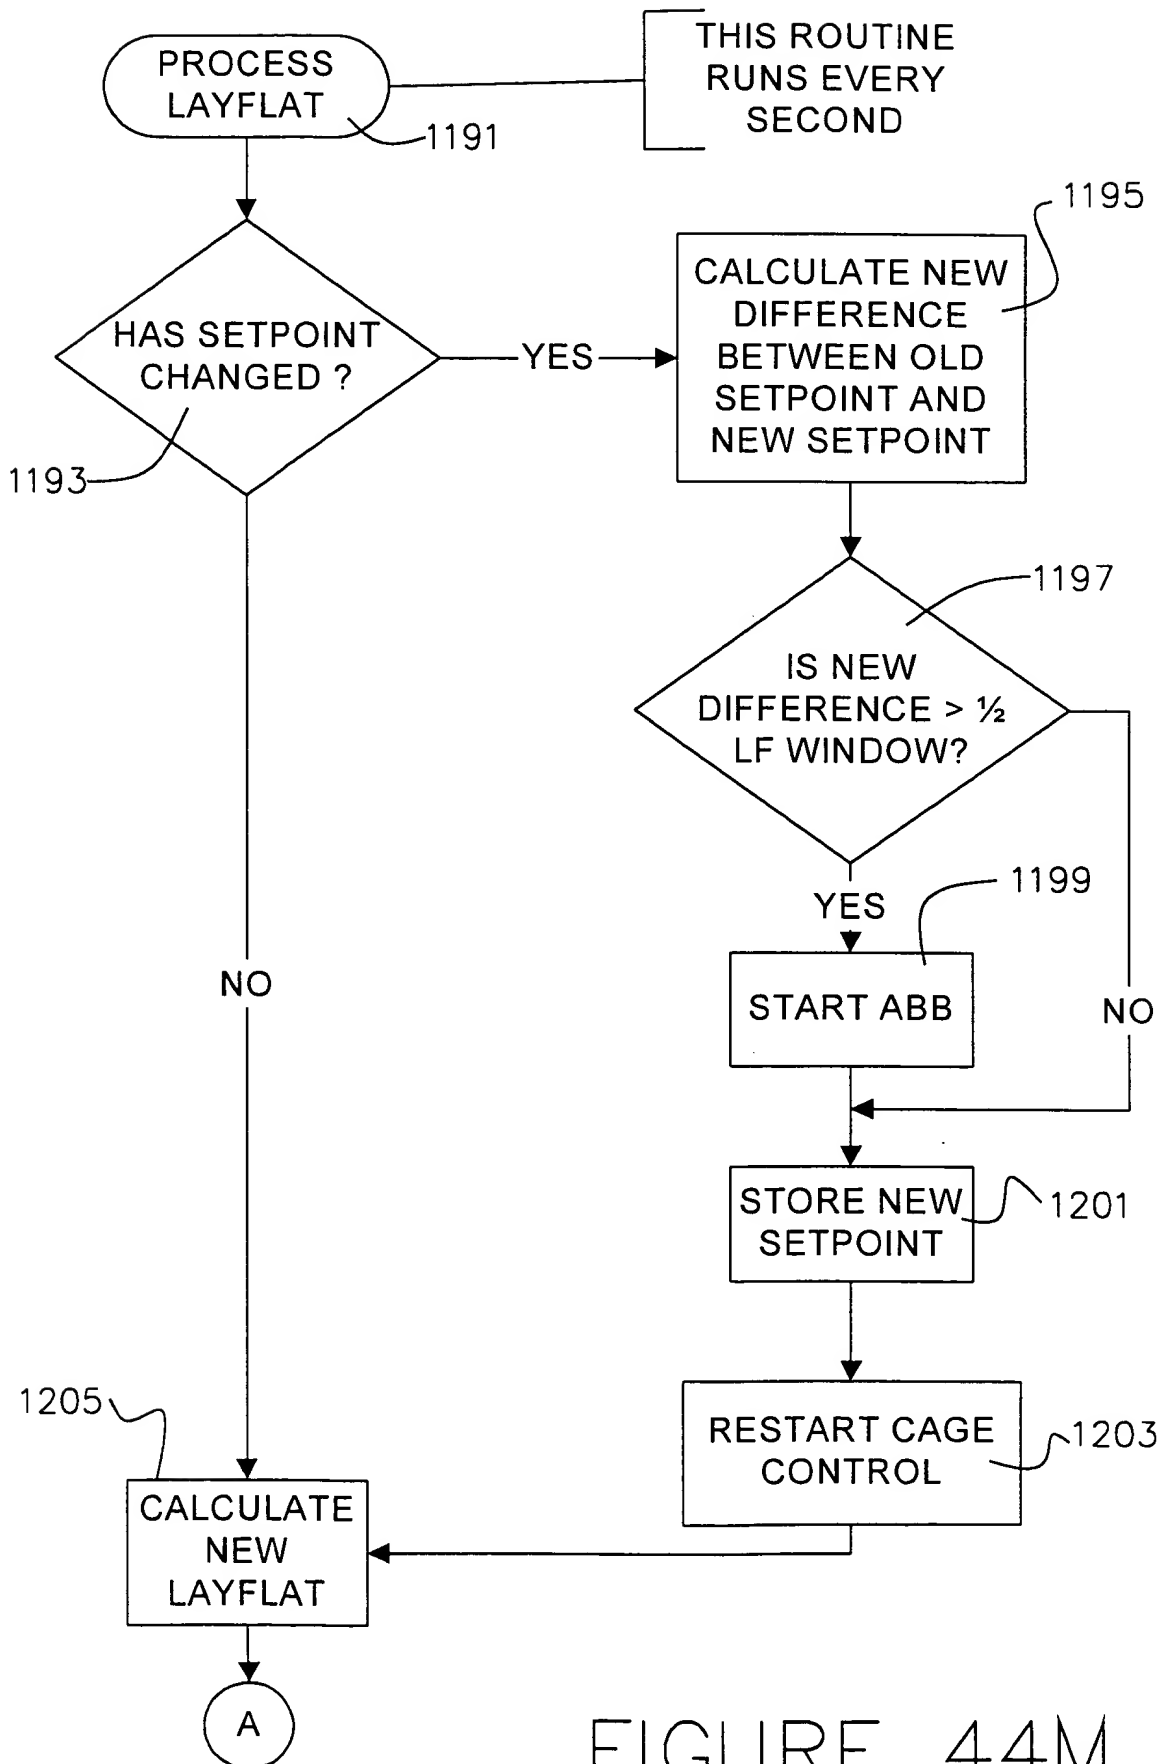 PROCESS
LAYFLAT
1191
THIS ROUTINE
RUNS EVERY
SECOND
1195
CALCULATE NEW
DIFFERENCE
BETWEEN OLD
SETPOINT AND
NEW SETPOINT
HAS SETPOINT
CHANGED ?
YES
1193
1197
IS NEW
DIFFERENCE > ½
LF WINDOW?
YES
1199
NO
START ABB
NO
STORE NEW
SETPOINT
1201
1205
RESTART CAGE
CONTROL
1203
CALCULATE
NEW
LAYFLAT
A
FIGURE 44M